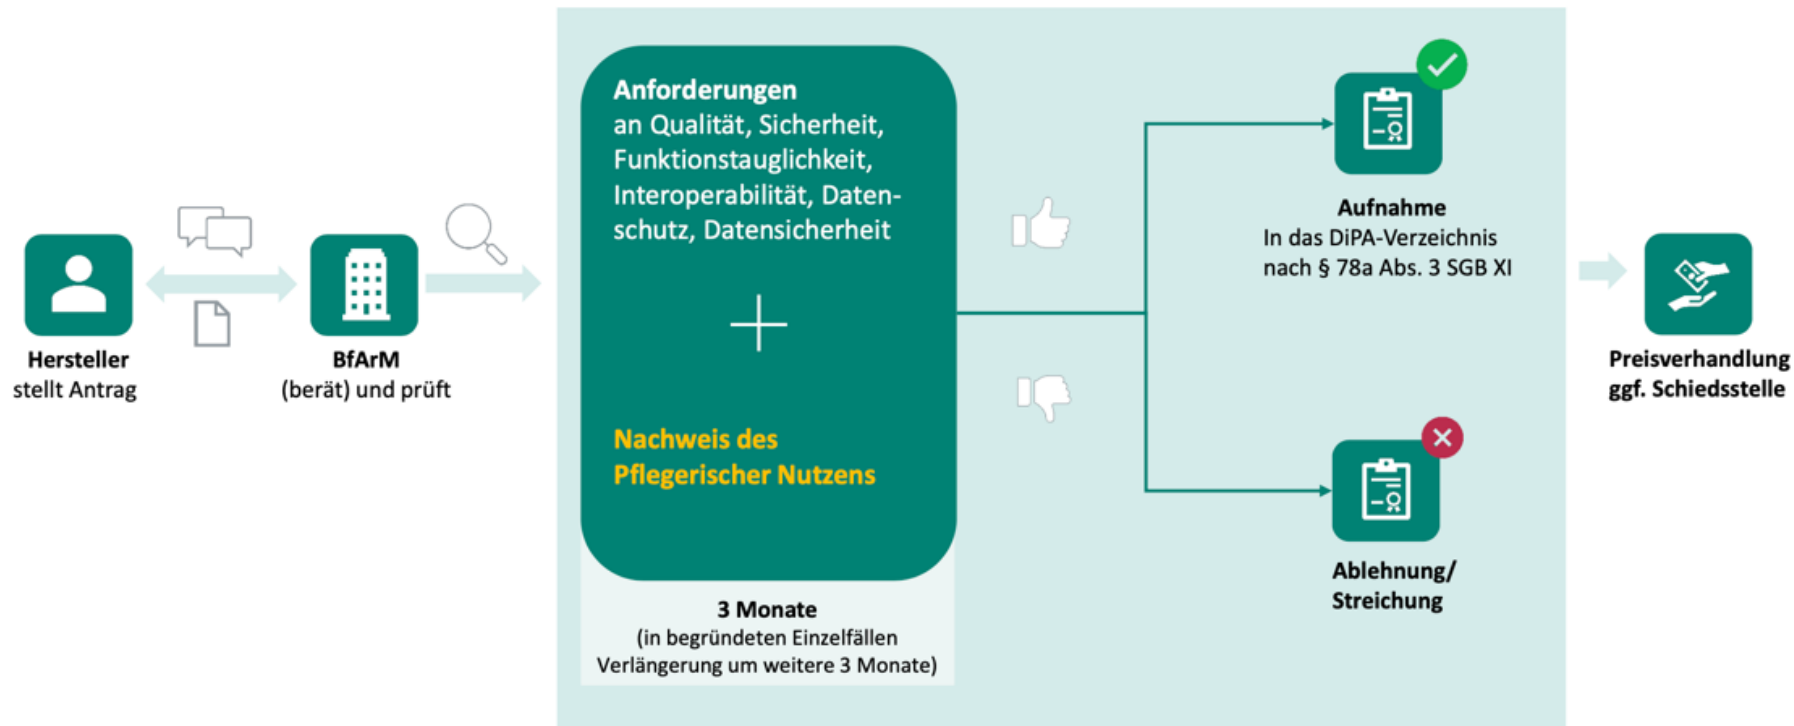 Hersteller
stellt Antrag
BfArM
(berät) und prüft
Anforderungen
an Qualität, Sicherheit,
Funktionstauglichkeit,
Interoperabilität, Daten-
schutz, Datensicherheit
Nachweis des
Pflegerischer Nutzens
3 Monate
(in begründeten Einzelfällen
Verlängerung um weitere 3 Monate)
Aufnahme
In das DiPA-Verzeichnis
nach § 78a Abs. 3 SGB XI
Ablehnung/
Streichung
Preisverhandlung
ggf. Schiedsstelle